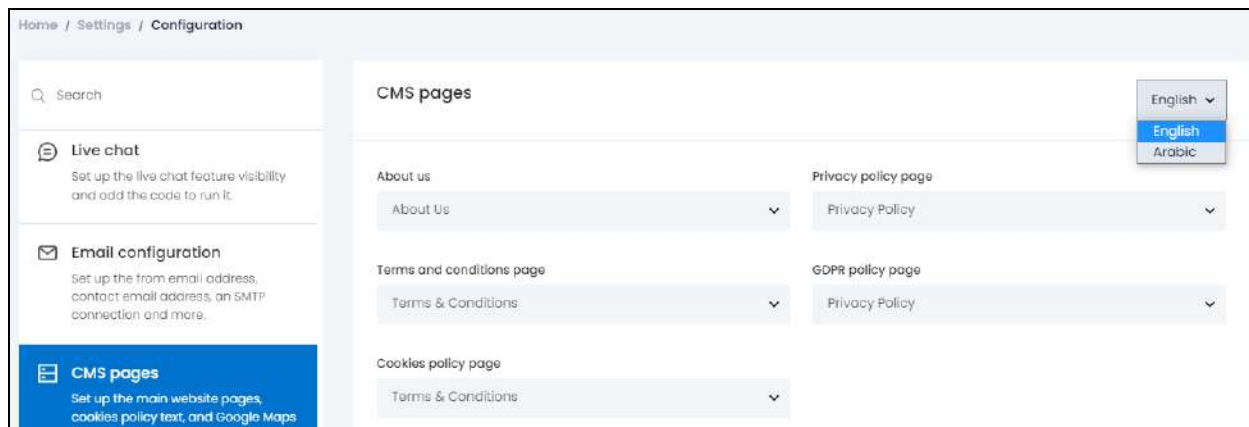 Home / Settings / Configuration
Search
Live chat
Set up the live chat feature visibility
and add the code to run it.
Email configuration
Set up the from email address,
contact email address, an SMTP
connection and more.
CMS pages
Set up the main website pages,
cookies policy text, and Google Maps
CMS pages
English
English
Arabic
About us
About Us
Privacy policy page
Privacy Policy
Terms and conditions page
Terms & Conditions
GDPR policy page
Privacy Policy
Cookies policy page
Terms & Conditions